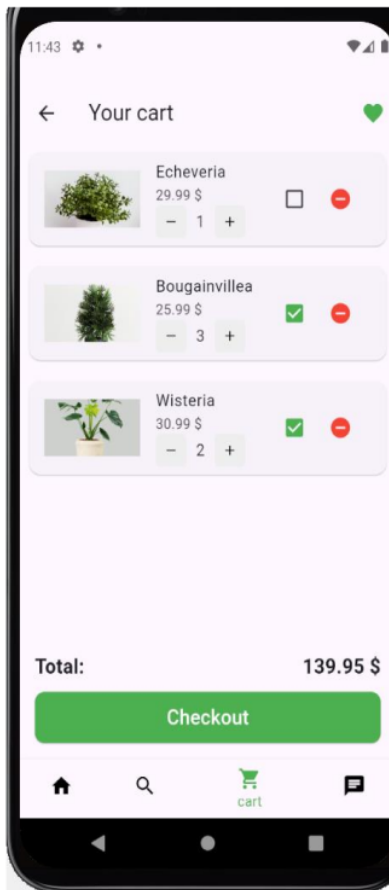 11:43
Your cart
Echeveria
29.99 $
− 1 +
Bougainvillea
25.99 $
− 3 +
Wisteria
30.99 $
− 2 +
Total: 139.95 $
Checkout
cart